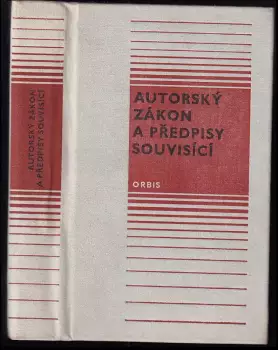 AUTORSKÝ ZÁKON
A PŘEDPISY SOUVISÍCÍ
AUTORSKÝ
ZÁKON
A PŘEDPISY
SOUVISÍCÍ
ORBIS